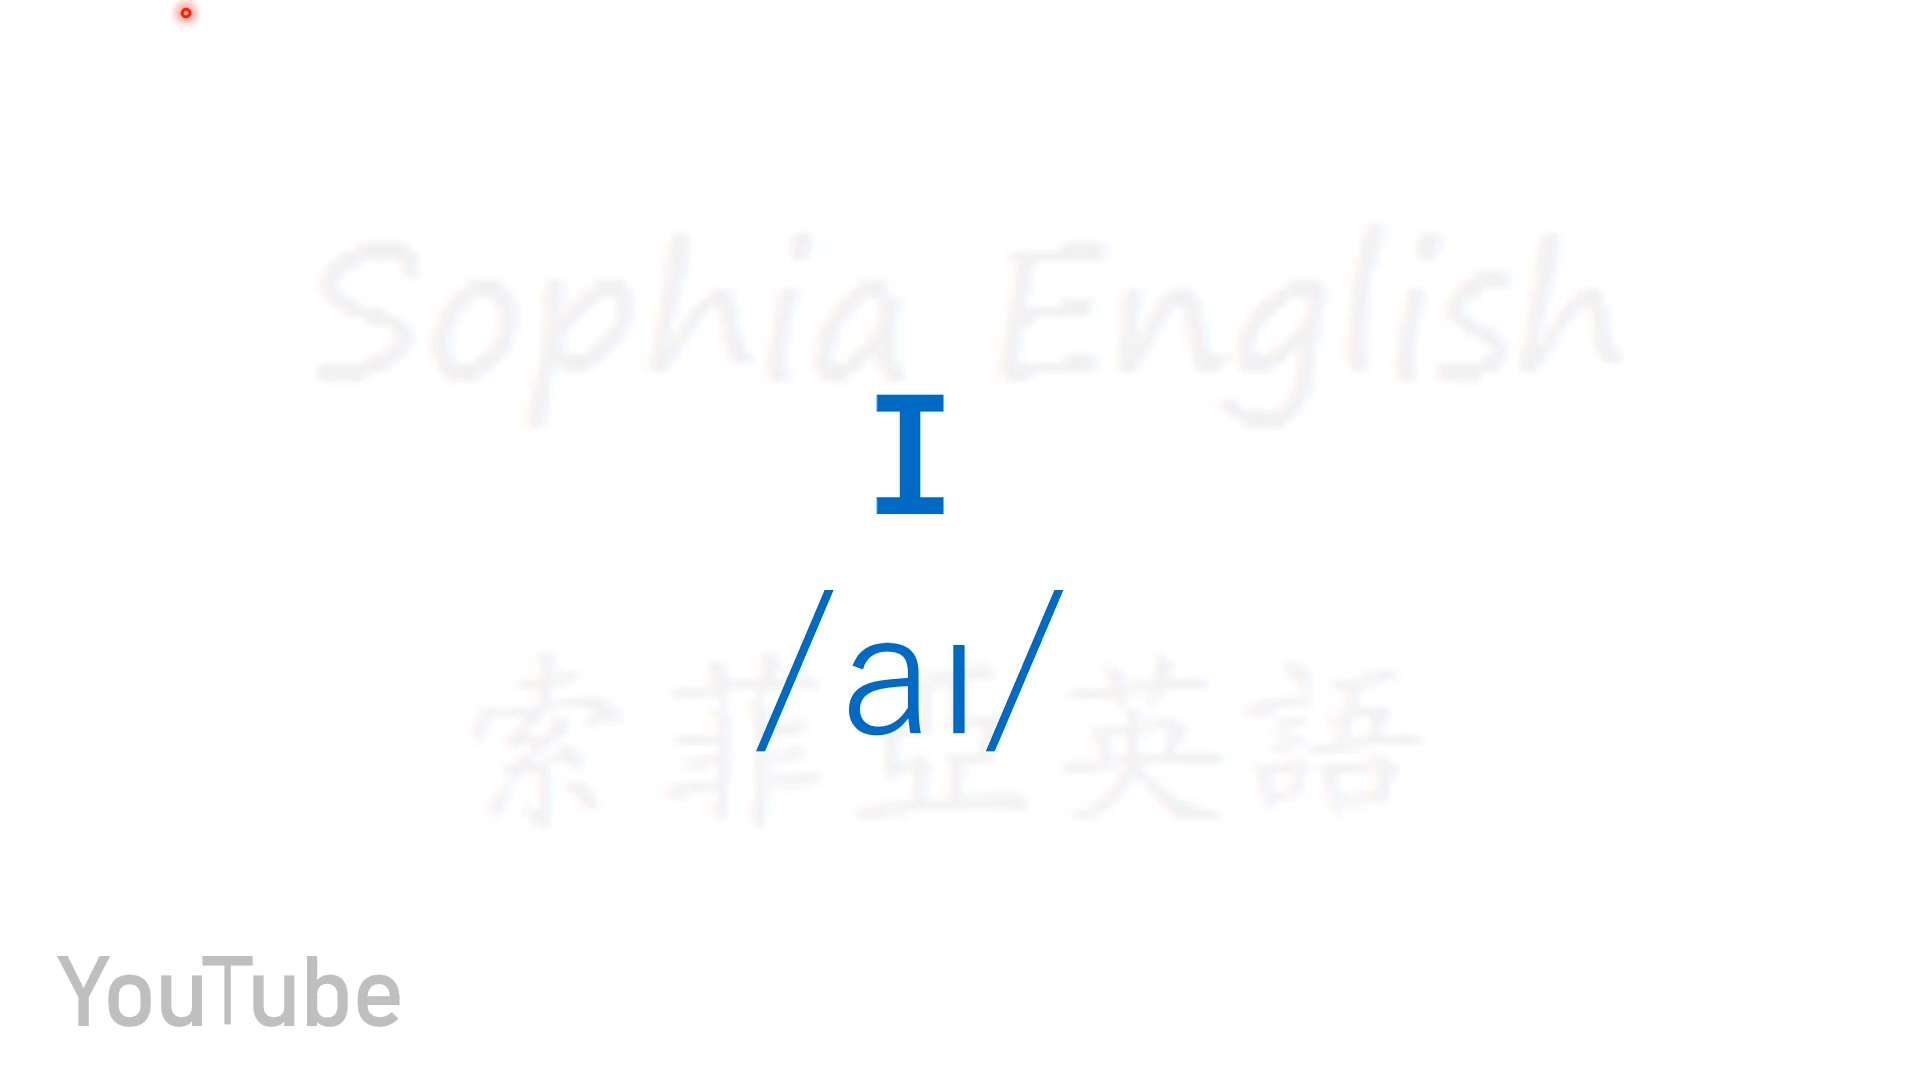 Sophia English
I
/aɪ/
索菲亞英語
YouTube